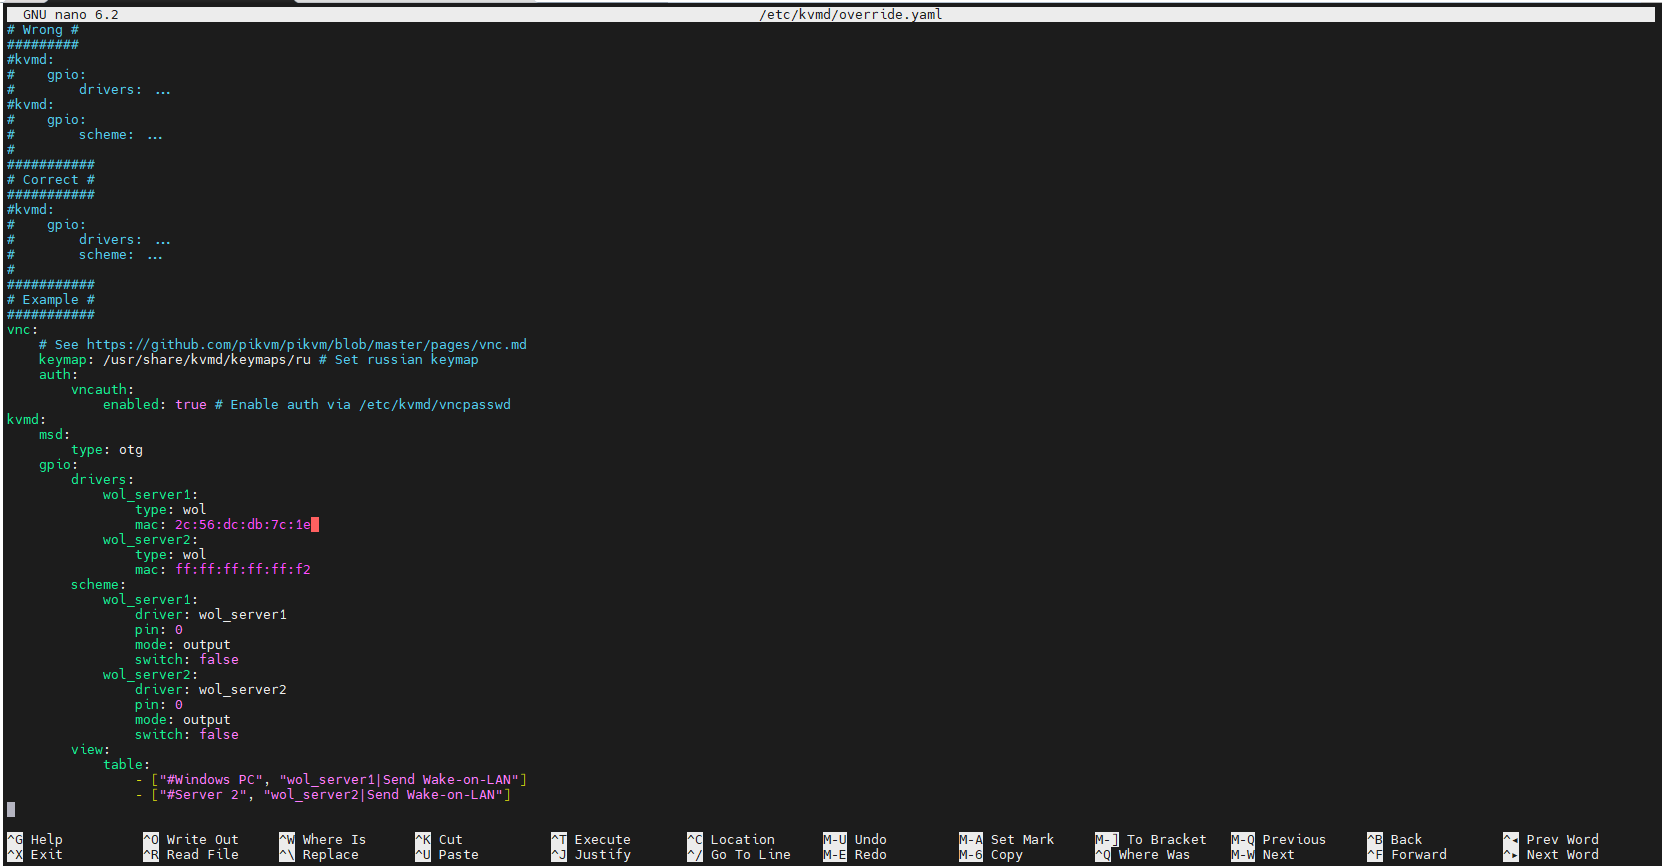 GNU nano 6.2 /etc/kvmd/override.yaml
# Wrong #
#########
#kvmd:
#    gpio:
#        drivers: ...
#kvmd:
#    gpio:
#        scheme: ...
#
###########
# Correct #
###########
#kvmd:
#    gpio:
#        drivers: ...
#        scheme: ...
#
###########
# Example #
###########
vnc:
    # See https://github.com/pikvm/pikvm/blob/master/pages/vnc.md
    keymap: /usr/share/kvmd/keymaps/ru # Set russian keymap
    auth:
        vncauth:
            enabled: true # Enable auth via /etc/kvmd/vncpasswd
kvmd:
    msd:
        type: otg
    gpio:
        drivers:
            wol_server1:
                type: wol
                mac: 2c:56:dc:db:7c:1e
            wol_server2:
                type: wol
                mac: ff:ff:ff:ff:ff:f2
        scheme:
            wol_server1:
                driver: wol_server1
                pin: 0
                mode: output
                switch: false
            wol_server2:
                driver: wol_server2
                pin: 0
                mode: output
                switch: false
        view:
            table:
                - ["#Windows PC", "wol_server1|Send Wake-on-LAN"]
                - ["#Server 2", "wol_server2|Send Wake-on-LAN"]
^G Help ^O Write Out ^W Where Is ^K Cut ^T Execute ^C Location M-U Undo M-A Set Mark M-] To Bracket M-Q Previous ^B Back ^◂ Prev Word
^X Exit ^R Read File ^\ Replace ^U Paste ^J Justify ^/ Go To Line M-E Redo M-6 Copy ^Q Where Was M-W Next ^F Forward ^▸ Next Word